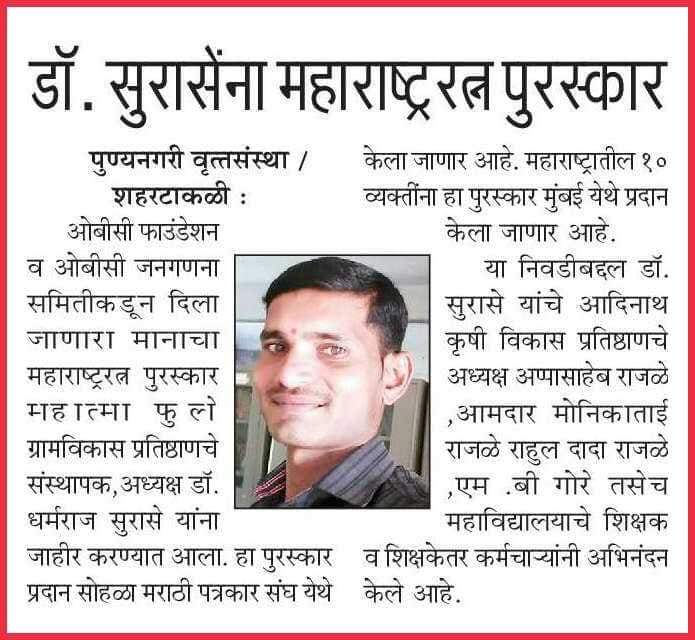 डॉ. सुरासेंना महाराष्ट्ररत्न पुरस्कार
पुण्यनगरी वृत्तसंस्था /
शहरटाकळी :
ओबीसी फाउंडेशन
व ओबीसी जनगणना
समितीकडून दिला
जाणारा मानाचा
महाराष्ट्ररत्न पुरस्कार
महात्मा फुले
ग्रामविकास प्रतिष्ठाणचे
संस्थापक,अध्यक्ष डॉ.
धर्मराज सुरासे यांना
जाहीर करण्यात आला. हा पुरस्कार
प्रदान सोहळा मराठी पत्रकार संघ येथे
केला जाणार आहे. महाराष्ट्रातील १०
व्यक्तींना हा पुरस्कार मुंबई येथे प्रदान
केला जाणार आहे.
या निवडीबद्दल डॉ.
सुरासे यांचे आदिनाथ
कृषी विकास प्रतिष्ठाणचे
अध्यक्ष अप्पासाहेब राजळे
,आमदार मोनिकाताई
राजळे राहुल दादा राजळे
,एम .बी गोरे तसेच
महाविद्यालयाचे शिक्षक
व शिक्षकेतर कर्मचाऱ्यांनी अभिनंदन
केले आहे.